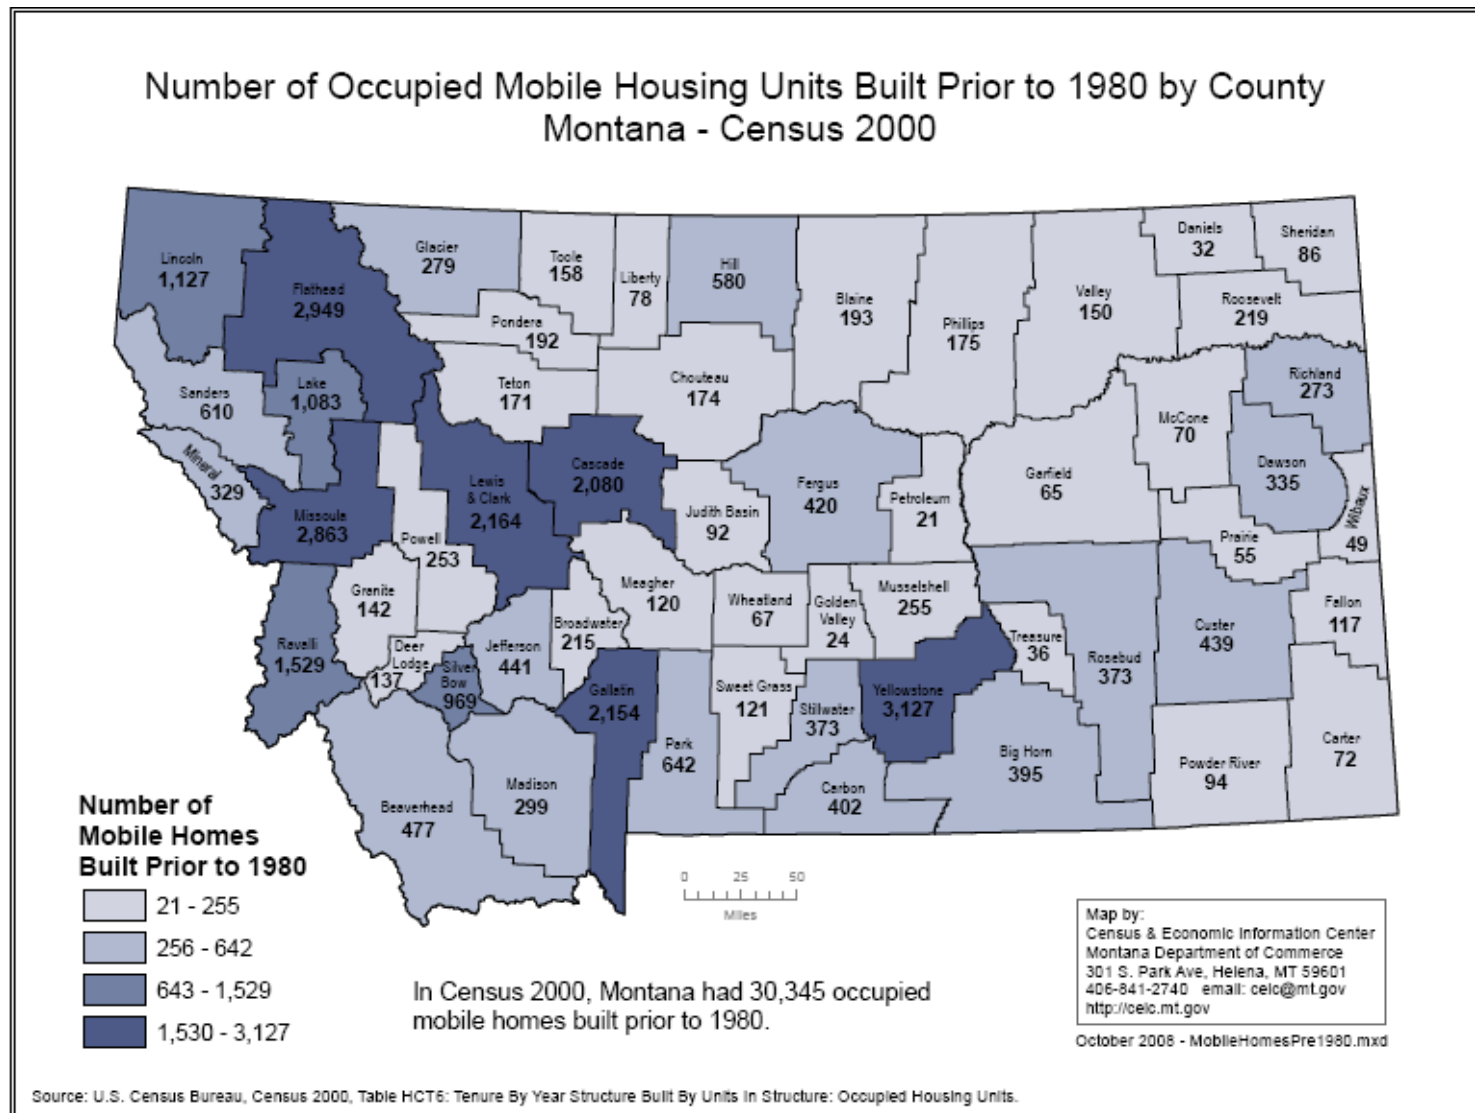 Number of Occupied Mobile Housing Units Built Prior to 1980 by County
Montana - Census 2000
Lincoln
1,127
Flathead
2,949
Glacier
279
Toole
158
Liberty
78
Hill
580
Blaine
193
Phillips
175
Valley
150
Daniels
32
Sheridan
86
Roosevelt
219
Pondera
192
Teton
171
Chouteau
174
Sanders
610
Lake
1,083
Mineral
329
Missoula
2,863
Powell
253
Lewis
& Clark
2,164
Cascade
2,080
Judith Basin
92
Fergus
420
Petroleum
21
Garfield
65
McCone
70
Richland
273
Dawson
335
Wibaux
49
Prairie
55
Granite
142
Ravalli
1,529
Deer
Lodge
137
Silver
Bow
969
Jefferson
441
Broadwater
215
Meagher
120
Wheatland
67
Golden
Valley
24
Musselshell
255
Treasure
36
Rosebud
373
Custer
439
Fallon
117
Gallatin
2,154
Park
642
Sweet Grass
121
Stillwater
373
Yellowstone
3,127
Big Horn
395
Carbon
402
Powder River
94
Carter
72
Beaverhead
477
Madison
299
Number of
Mobile Homes
Built Prior to 1980
21 - 255
256 - 642
643 - 1,529
1,530 - 3,127
0 25 50
Miles
In Census 2000, Montana had 30,345 occupied
mobile homes built prior to 1980.
Map by:
Census & Economic Information Center
Montana Department of Commerce
301 S. Park Ave, Helena, MT 59601
406-841-2740 email: ceic@mt.gov
http://ceic.mt.gov
October 2008 - MobileHomesPre1980.mxd
Source: U.S. Census Bureau, Census 2000, Table HCT6: Tenure By Year Structure Built By Units in Structure: Occupied Housing Units.